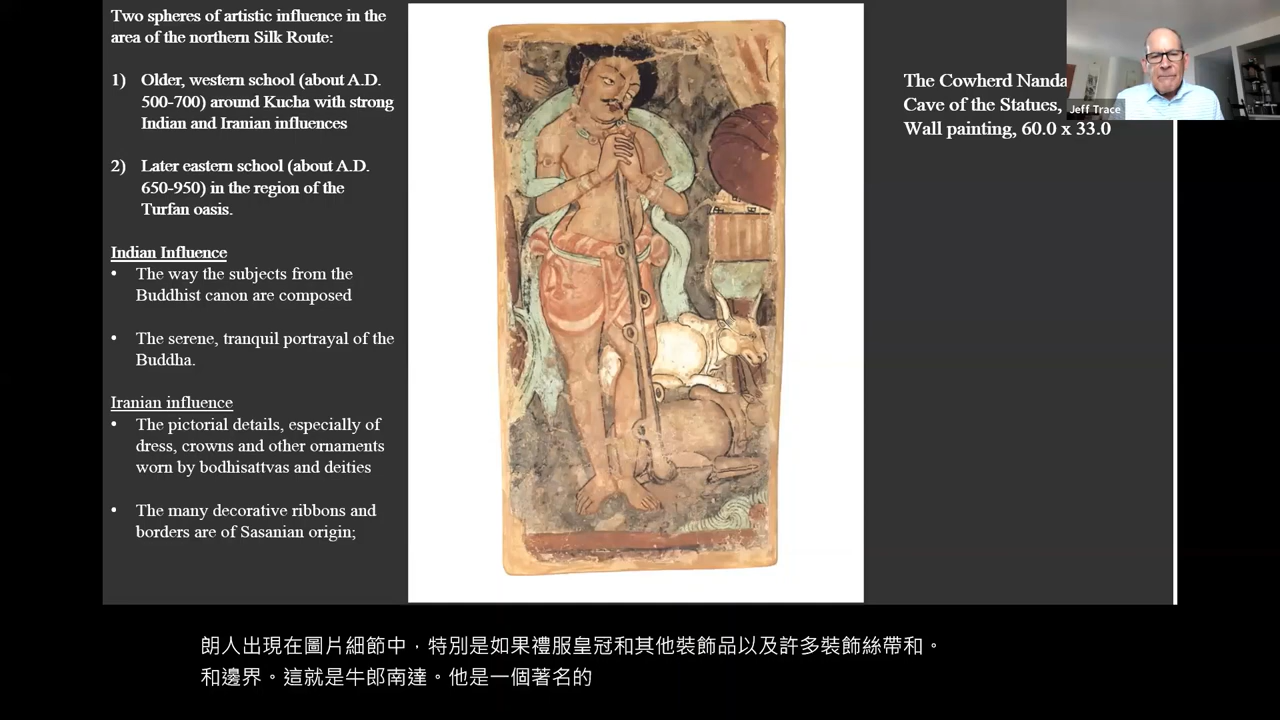 Two spheres of artistic influence in the
area of the northern Silk Route:
1) Older, western school (about A.D.
500-700) around Kucha with strong
Indian and Iranian influences
2) Later eastern school (about A.D.
650-950) in the region of the
Turfan oasis.
Indian Influence
• The way the subjects from the
Buddhist canon are composed
• The serene, tranquil portrayal of the
Buddha.
Iranian influence
• The pictorial details, especially of
dress, crowns and other ornaments
worn by bodhisattvas and deities
• The many decorative ribbons and
borders are of Sasanian origin;
The Cowherd Nanda
Cave of the Statues,
Wall painting, 60.0 x 33.0
Jeff Trace
朗人出現在圖片細節中，特別是如果禮服皇冠和其他裝飾品以及許多裝飾絲帶和。
和邊界。這就是牛郎南達。他是一個著名的